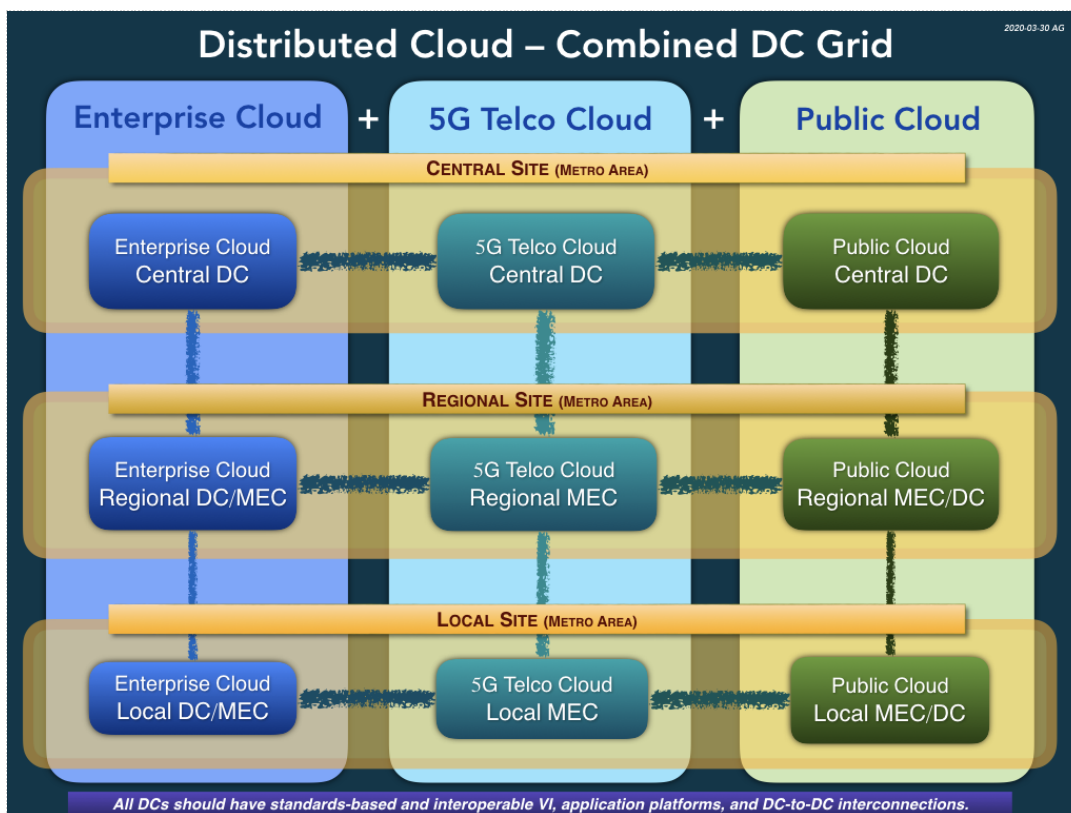 2020-03-30 AG
Distributed Cloud – Combined DC Grid
Enterprise Cloud + 5G Telco Cloud + Public Cloud
CENTRAL SITE (METRO AREA)
Enterprise Cloud
Central DC
5G Telco Cloud
Central DC
Public Cloud
Central DC
REGIONAL SITE (METRO AREA)
Enterprise Cloud
Regional DC/MEC
5G Telco Cloud
Regional MEC
Public Cloud
Regional MEC/DC
LOCAL SITE (METRO AREA)
Enterprise Cloud
Local DC/MEC
5G Telco Cloud
Local MEC
Public Cloud
Local MEC/DC
All DCs should have standards-based and interoperable VI, application platforms, and DC-to-DC interconnections.